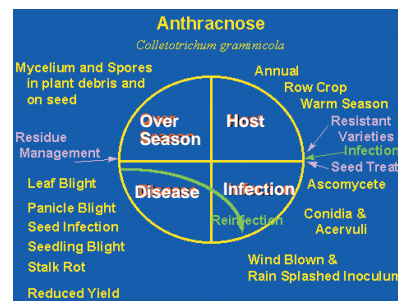 Anthracnose
Colletotrichum graminicola
Mycelium and Spores
in plant debris and
on seed
Annual
Row Crop
Warm Season
Resistant
Varieties
Infection
Seed Treat
Over
Season
Host
Residue
Management
Disease
Infection
Reinfection
Ascomycete
Leaf Blight
Panicle Blight
Seed Infection
Seedling Blight
Stalk Rot
Reduced Yield
Conidia &
Acervuli
Wind Blown &
Rain Splashed Inoculum